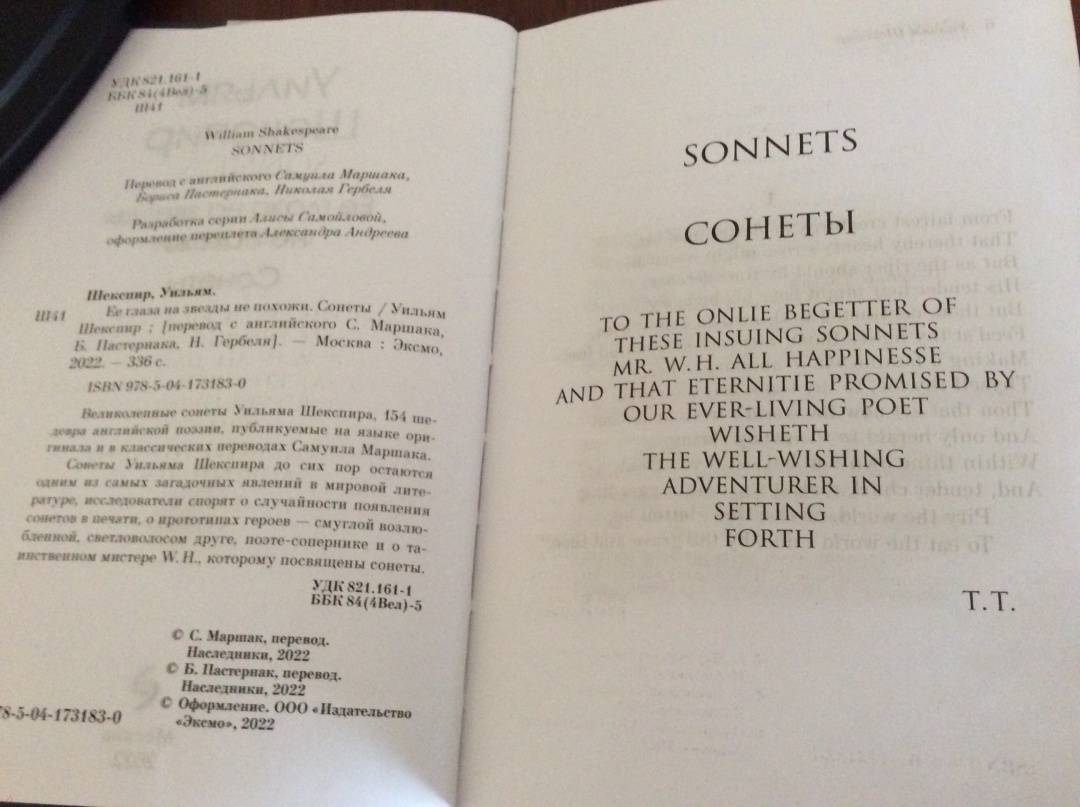 УДК 821.161-1
ББК 84(4Вел)-5
Ш41
William Shakespeare
SONNETS
Перевод с английского Самуила Маршака,
Бориса Пастернака, Николая Гербеля
Разработка серии Алисы Самойловой,
оформление переплета Александра Андреева
Шекспир, Уильям.
Ш41 Ее глаза на звезды не похожи. Сонеты / Уильям
Шекспир ; [перевод с английского С. Маршака,
Б. Пастернака, Н. Гербеля]. — Москва : Эксмо,
2022. — 336 с.
ISBN 978-5-04-173183-0
Великолепные сонеты Уильяма Шекспира, 154 ше-
девра английской поэзии, публикуемые на языке ори-
гинала и в классических переводах Самуила Маршака.
Сонеты Уильяма Шекспира до сих пор остаются
одним из самых загадочных явлений в мировой лите-
ратуре, исследователи спорят о случайности появления
сонетов в печати, о прототипах героев — смуглой возлю-
бленной, светловолосом друге, поэте-сопернике и о та-
инственном мистере W. H., которому посвящены сонеты.
УДК 821.161-1
ББК 84(4Вел)-5
© С. Маршак, перевод.
Наследники, 2022
© Б. Пастернак, перевод.
Наследники, 2022
© Оформление. ООО «Издательство
«Эксмо», 2022
78-5-04-173183-0
SONNETS
СОНЕТЫ
TO THE ONLIE BEGETTER OF
THESE INSUING SONNETS
MR. W. H. ALL HAPPINESSE
AND THAT ETERNITIE PROMISED BY
OUR EVER-LIVING POET
WISHETH
THE WELL-WISHING
ADVENTURER IN
SETTING
FORTH
T.T.